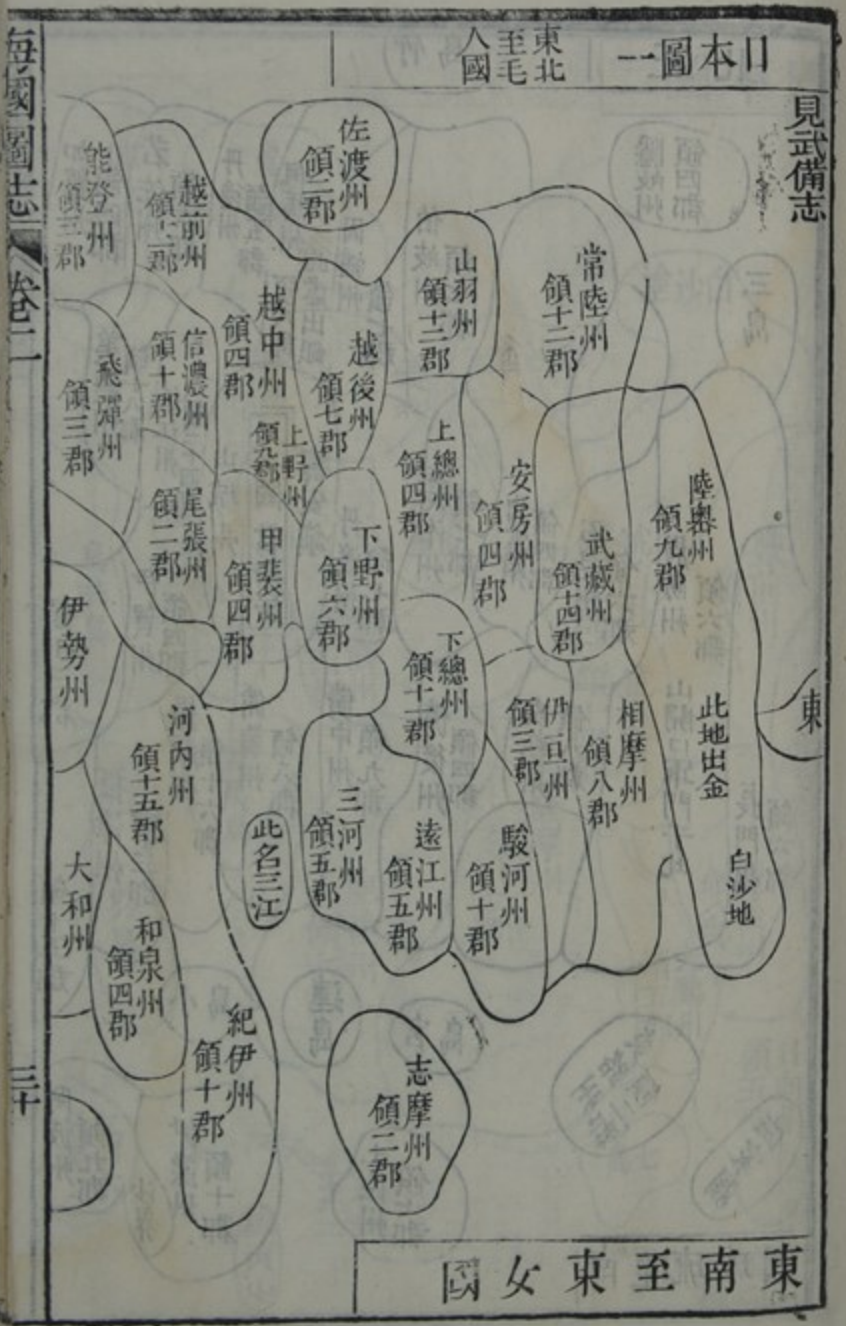 日本圖一
東北
至毛
人國
見武備志
東
陸奧州
領九郡
此地出金
白沙地
常陸州
領十二郡
武藏州
領十四郡
相摩州
領八郡
山羽州
領十二郡
安房州
領四郡
伊豆州
領三郡
駿河州
領十郡
上總州
領四郡
下總州
領十二郡
遠江州
領五郡
佐渡州
領三郡
越後州
領七郡
下野州
領六郡
三河州
領五郡
志摩州
領二郡
越中州
領四郡
上野州
領九郡
甲裴州
領四郡
此名三江
越前州
信濃州
領十郡
尾張州
領二郡
河內州
領十五郡
紀伊州
領十郡
能登州
領三郡
飛彈州
領三郡
伊勢州
大和州
和泉州
領四郡
東南至東女國
海國圖志
卷二
三十